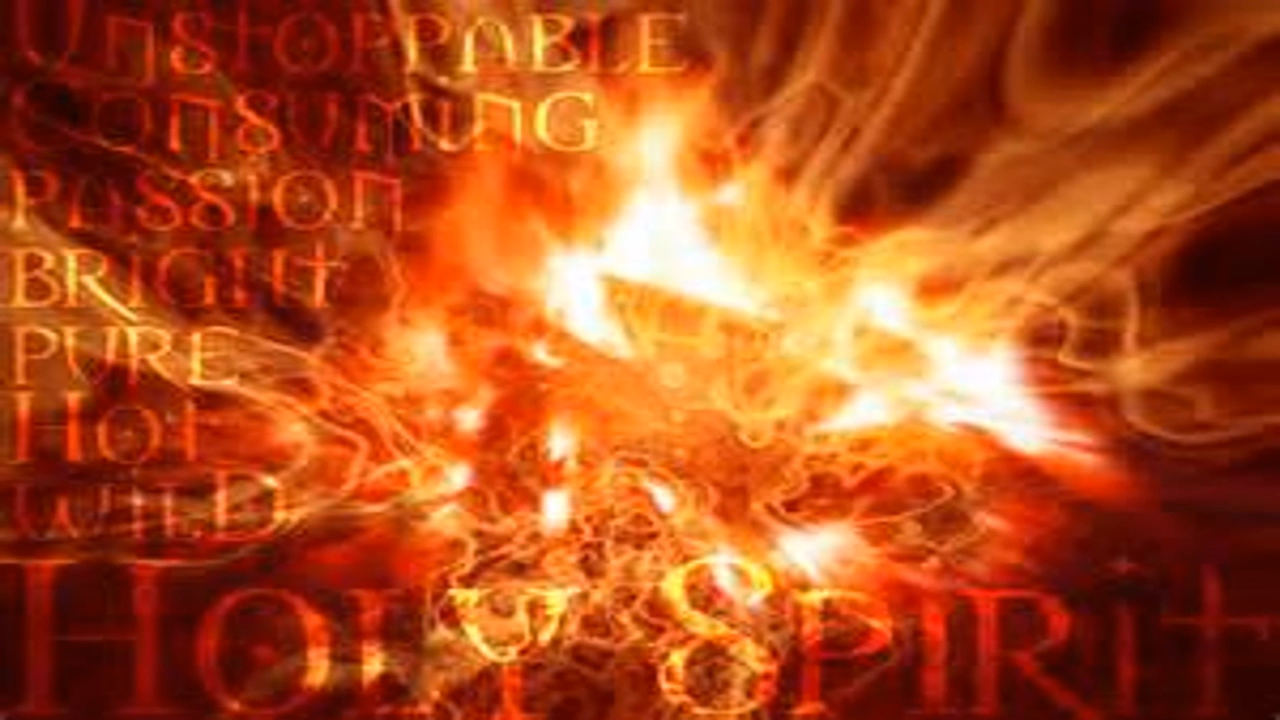 Unstoppable
Consuming
Passion
Bright
Pure
Hot
Wild
Holy Spirit